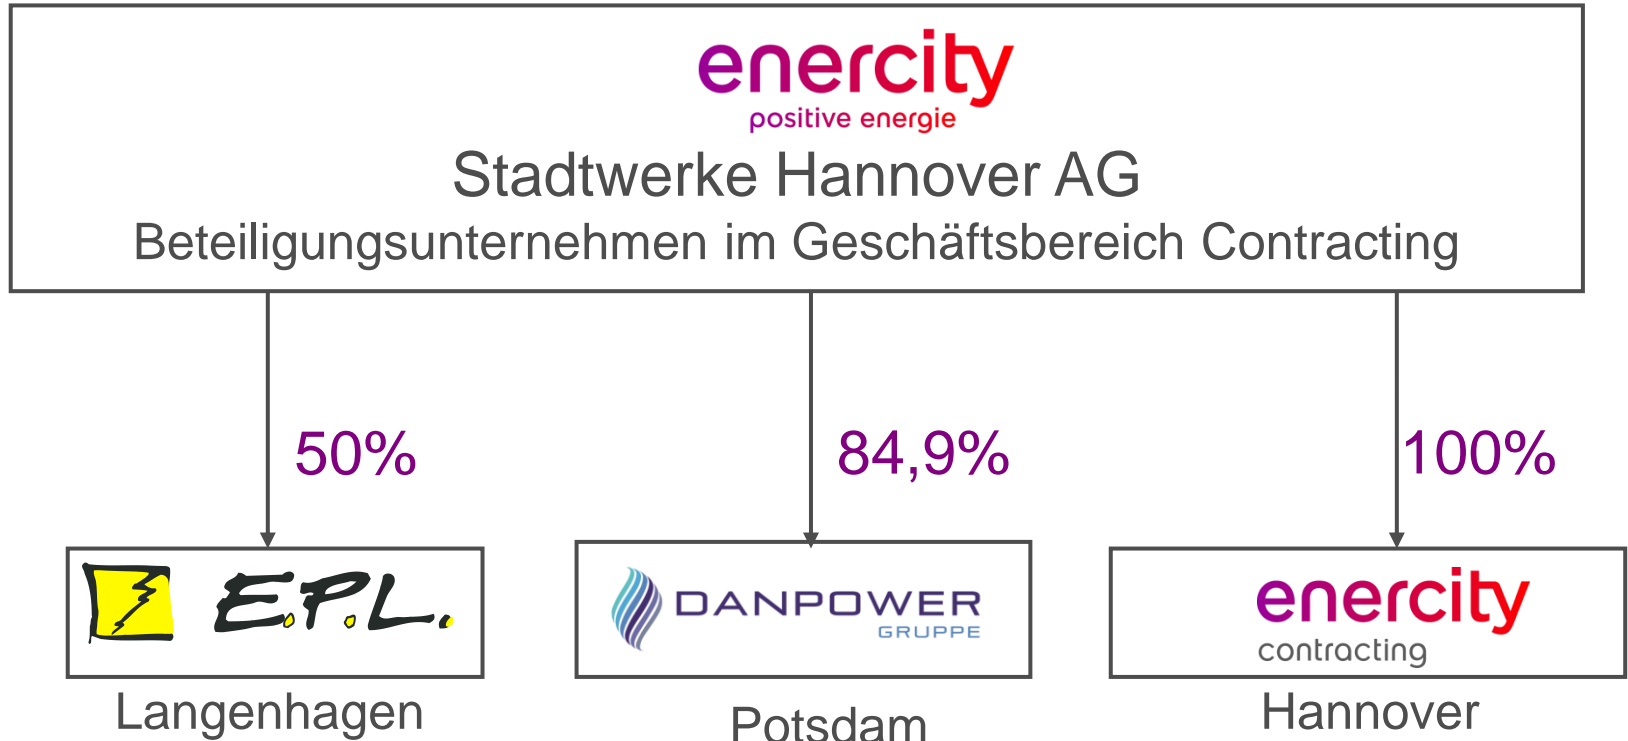 enercity
positive energie
Stadtwerke Hannover AG
Beteiligungsunternehmen im Geschäftsbereich Contracting
50%
84,9%
100%
E.P.L.
DANPOWER
GRUPPE
enercity
contracting
Langenhagen
Potsdam
Hannover